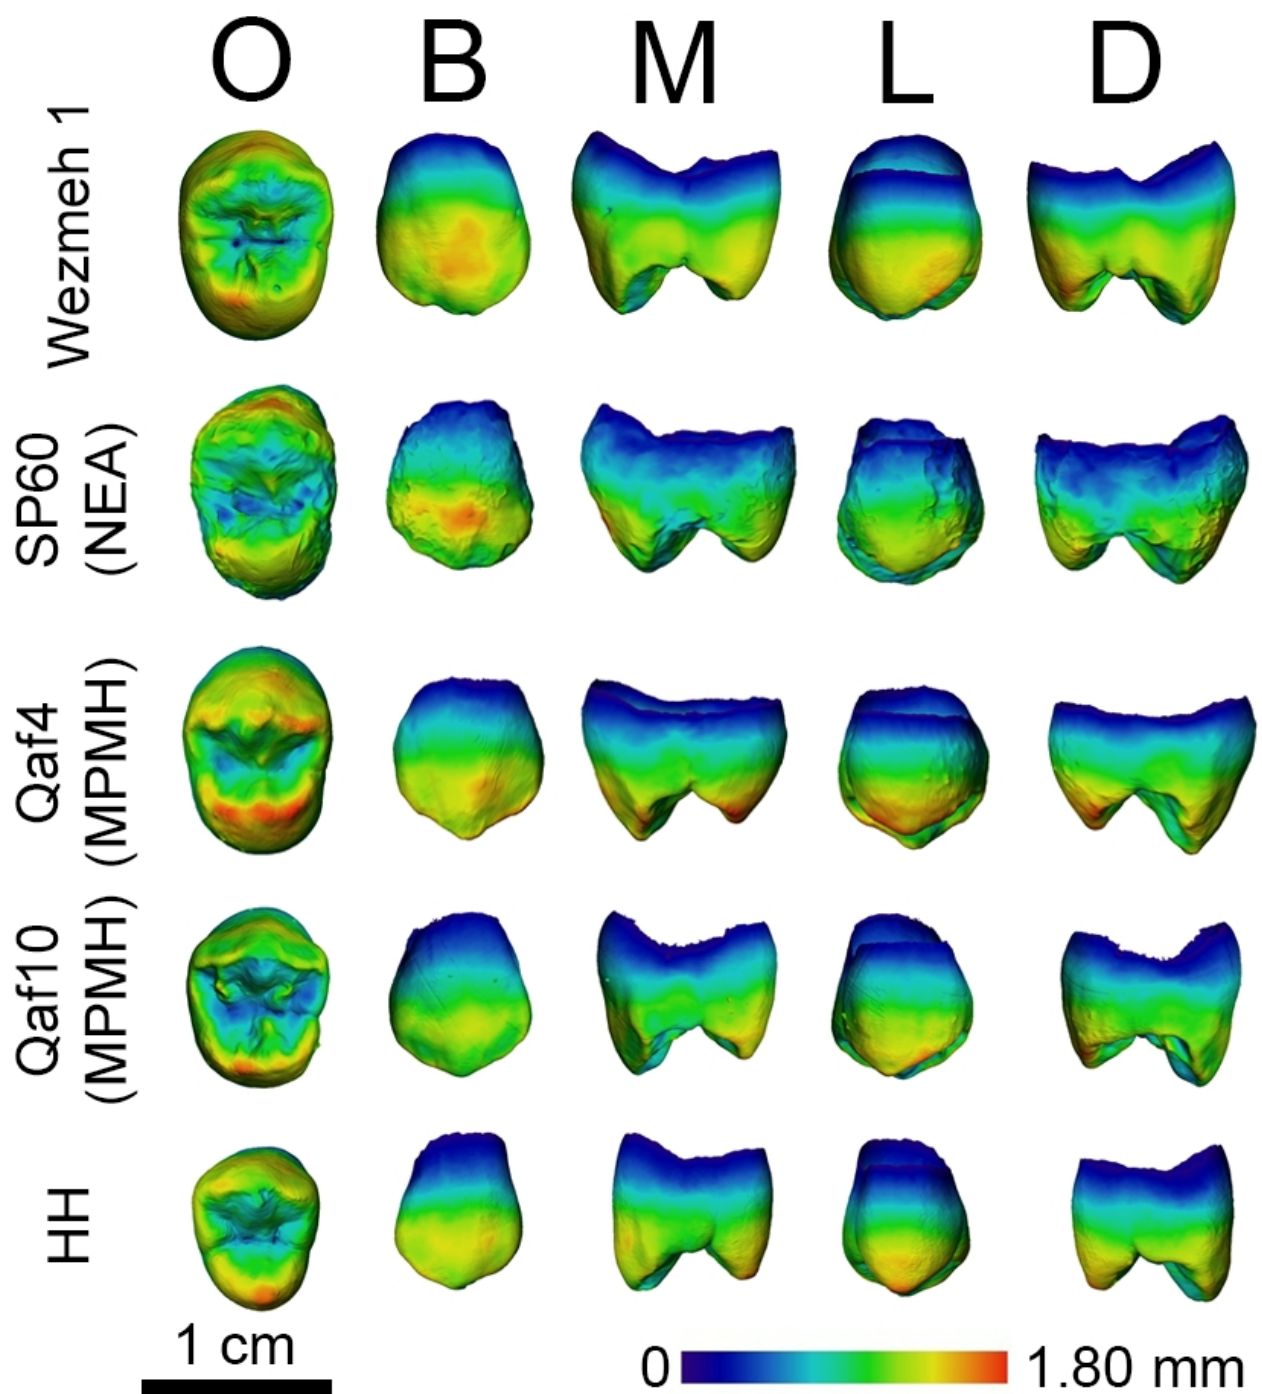 O B M L D
Wezmeh 1
SP60
(NEA)
Qaf4
(MPMH)
Qaf10
(MPMH)
HH
1 cm
0 1.80 mm